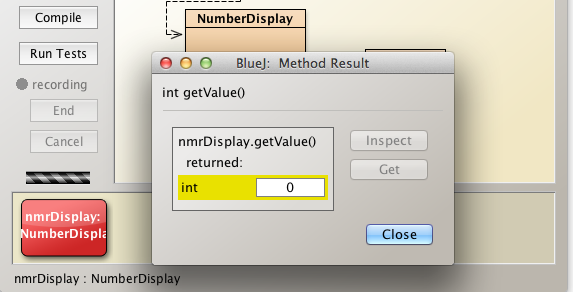 Compile
Run Tests
recording
End
Cancel
NumberDisplay
BlueJ: Method Result
int getValue()
nmrDisplay.getValue()
returned:
int 0
Inspect
Get
Close
nmrDisplay:
NumberDispla
nmrDisplay : NumberDisplay